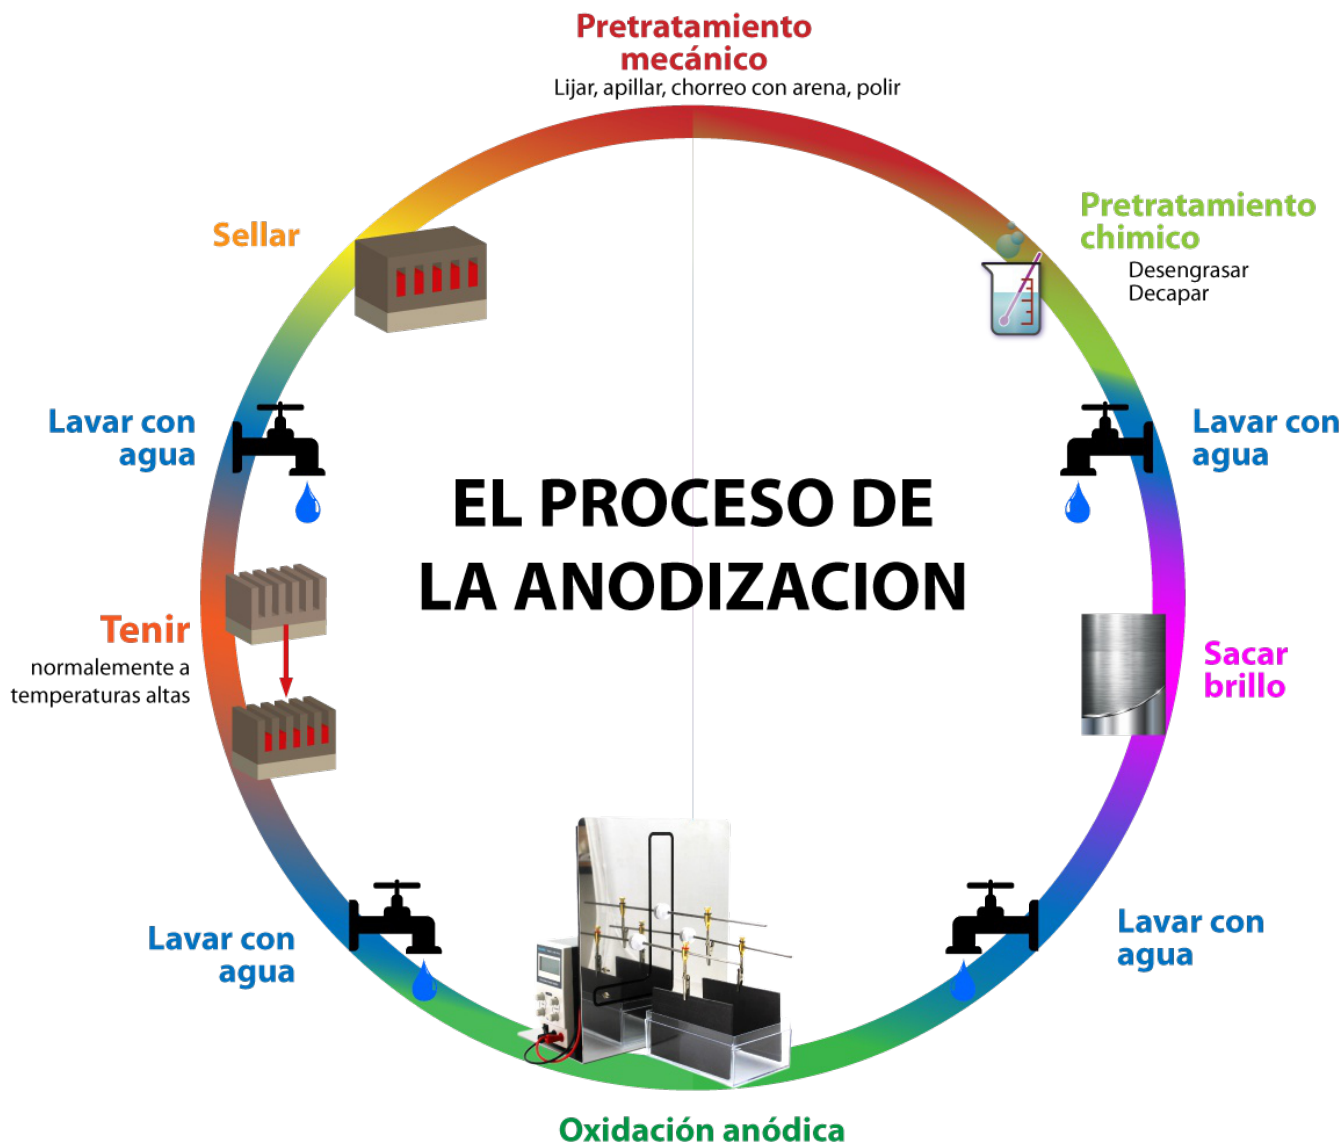 Pretratamiento
mecánico
Lijar, apillar, chorreo con arena, polir
Pretratamiento
chimico
Desengrasar
Decapar
Lavar con
agua
Sacar
brillo
Lavar con
agua
Oxidación anódica
Lavar con
agua
Tenir
normalemente a
temperaturas altas
Lavar con
agua
Sellar
EL PROCESO DE
LA ANODIZACION